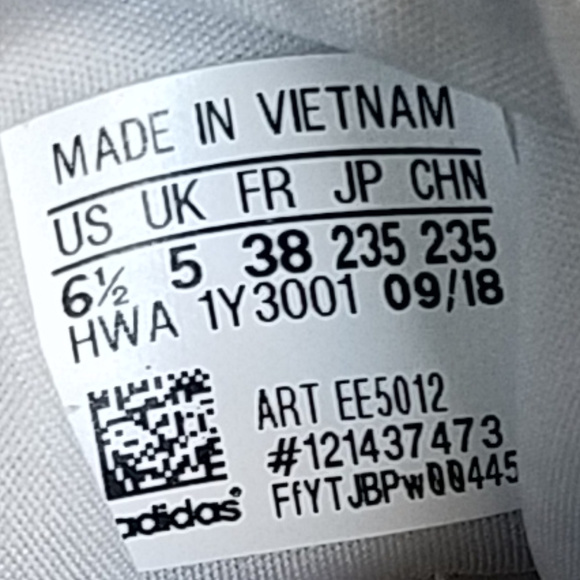 MADE IN VIETNAM
US UK FR JP CHN
6½ 5 38 235 235
HWA 1Y3001 09/18
ART EE5012
#121437473
FfYTJBPw00445
adidas®